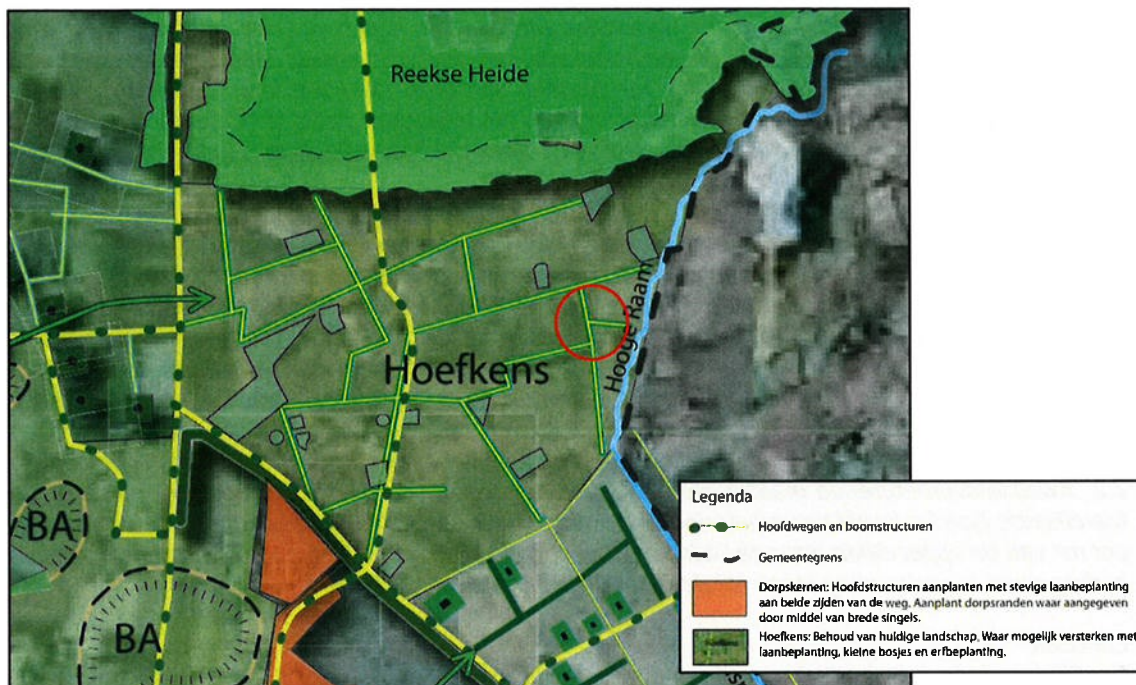 Reekse Heide
Hooge Raam
Hoefkens
BA
BA
Legenda
Hoofdwegen en boomstructuren
Gemeentegrens
Dorpskernen: Hoofdstructuren aanplanten met stevige laanbeplanting
aan beide zijden van de weg. Aanplant dorpsranden waar aangegeven
door middel van brede singels.
Hoefkens: Behoud van huidige landschap. Waar mogelijk versterken met
laanbeplanting, kleine bosjes en erfbeplanting.